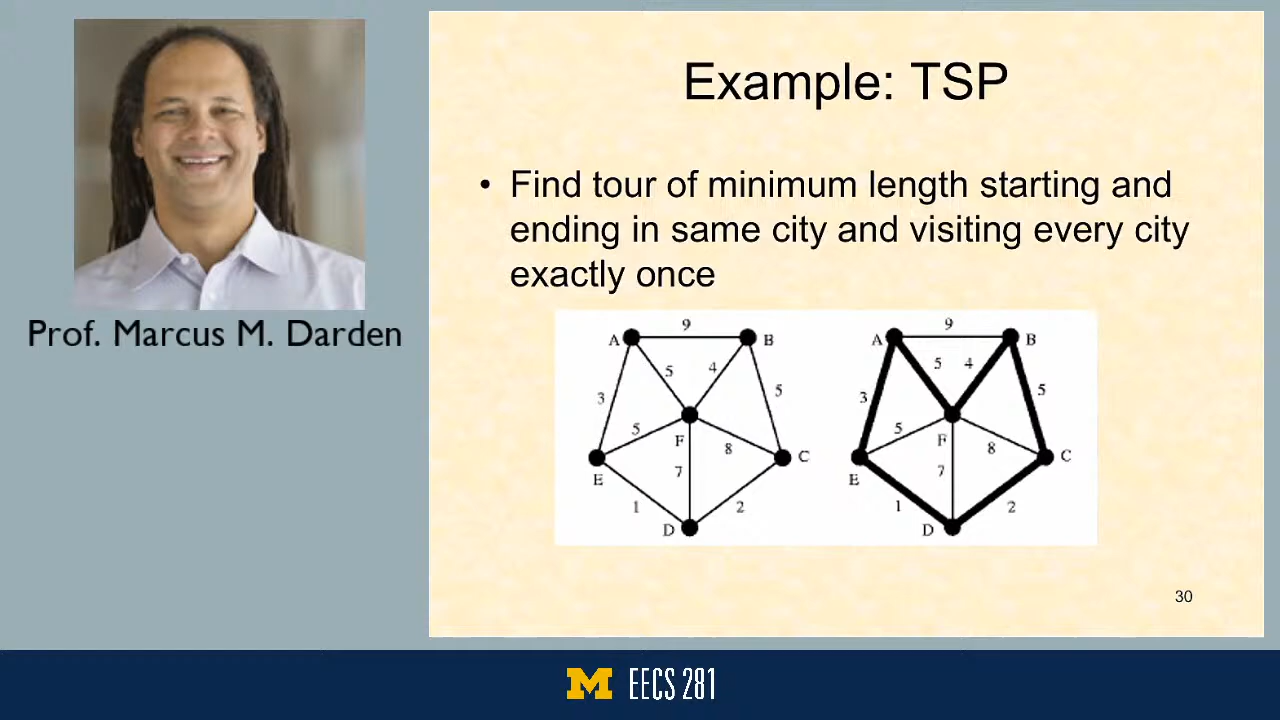 Prof. Marcus M. Darden
Example: TSP
• Find tour of minimum length starting and
ending in same city and visiting every city
exactly once
9
A B
5 4
3 5
5 F 8 C
E 7
1 2
D
9
A B
5 4
3 5
5 F 8 C
E 7
1 2
D
30
M EECS 281